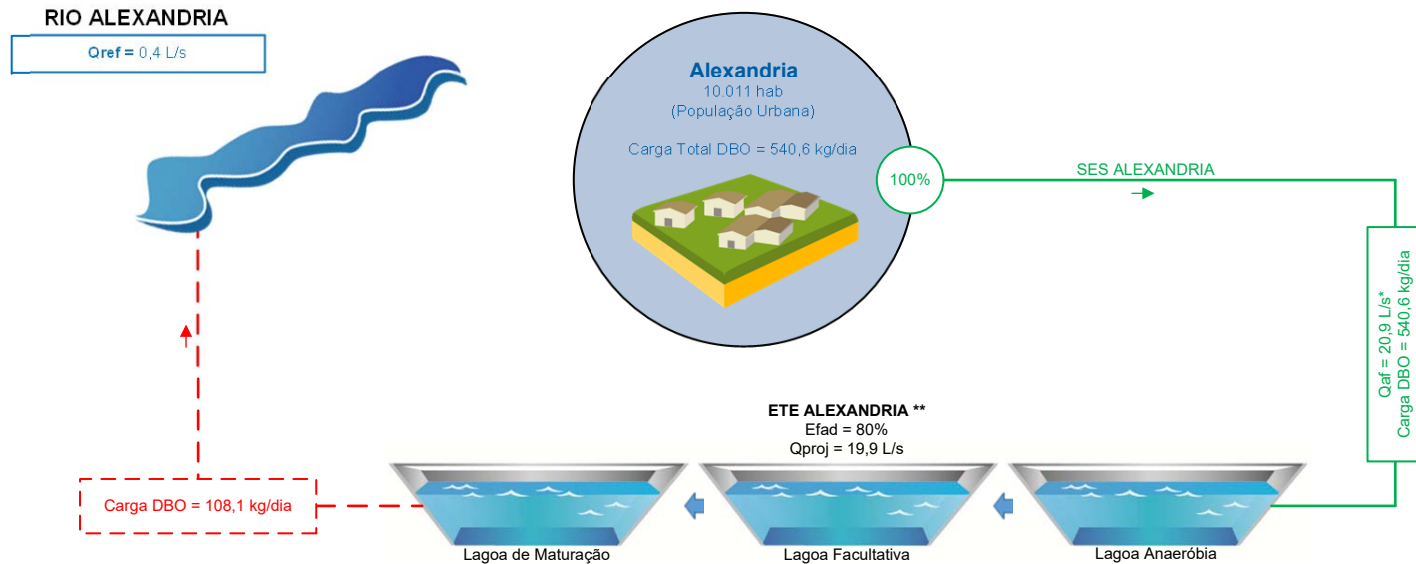 RIO ALEXANDRIA
Qref = 0,4 L/s
Alexandria
10.011 hab
(População Urbana)
Carga Total DBO = 540,6 kg/dia
100%
SES ALEXANDRIA
Qaf = 20,9 L/s*
Carga DBO = 540,6 kg/dia
ETE ALEXANDRIA **
Efad = 80%
Qproj = 19,9 L/s
Carga DBO = 108,1 kg/dia
Lagoa de Maturação
Lagoa Facultativa
Lagoa Anaeróbia